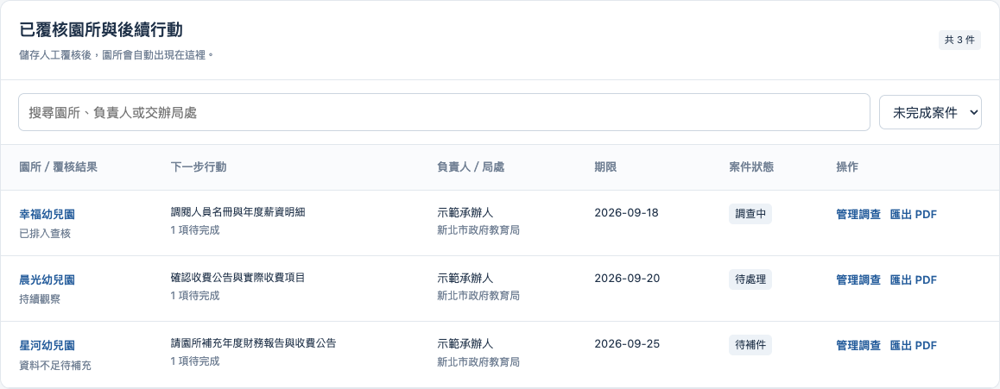 已覆核園所與後續行動
儲存人工覆核後，園所會自動出現在這裡。
共 3 件
搜尋園所、負責人或交辦局處
未完成案件
園所 / 覆核結果 下一步行動 負責人 / 局處 期限 案件狀態 操作
幸福幼兒園 調閱人員名冊與年度薪資明細 示範承辦人 2026-09-18 調查中 管理調查 匯出 PDF
已排入查核 1 項待完成 新北市政府教育局
晨光幼兒園 確認收費公告與實際收費項目 示範承辦人 2026-09-20 待處理 管理調查 匯出 PDF
持續觀察 1 項待完成 新北市政府教育局
星河幼兒園 請園所補充年度財務報告與收費公告 示範承辦人 2026-09-25 待補件 管理調查 匯出 PDF
資料不足待補充 1 項待完成 新北市政府教育局